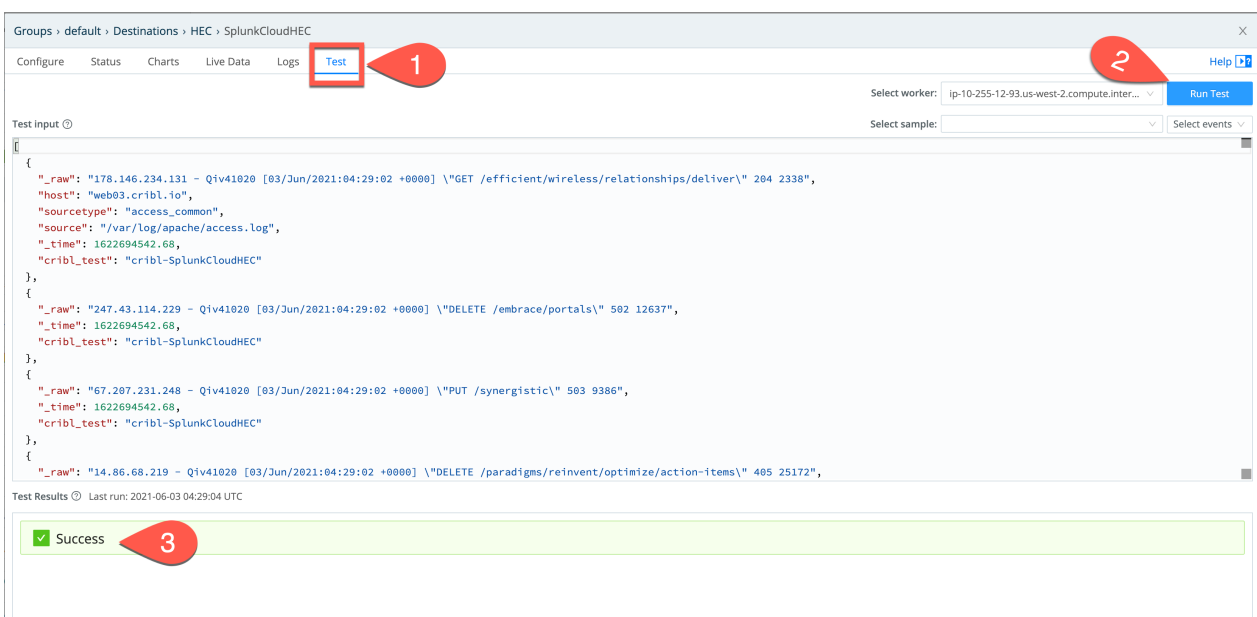 Groups › default › Destinations › HEC › SplunkCloudHEC
Configure Status Charts Live Data Logs Test 1 2 Help
Select worker: ip-10-255-12-93.us-west-2.compute.inter... Run Test
Test input Select sample: Select events
[
{
"_raw": "178.146.234.131 - Qiv41020 [03/Jun/2021:04:29:02 +0000] \"GET /efficient/wireless/relationships/deliver\" 204 2338",
"host": "web03.cribl.io",
"sourcetype": "access_common",
"source": "/var/log/apache/access.log",
"_time": 1622694542.68,
"cribl_test": "cribl-SplunkCloudHEC"
},
{
"_raw": "247.43.114.229 - Qiv41020 [03/Jun/2021:04:29:02 +0000] \"DELETE /embrace/portals\" 502 12637",
"_time": 1622694542.68,
"cribl_test": "cribl-SplunkCloudHEC"
},
{
"_raw": "67.207.231.248 - Qiv41020 [03/Jun/2021:04:29:02 +0000] \"PUT /synergistic\" 503 9386",
"_time": 1622694542.68,
"cribl_test": "cribl-SplunkCloudHEC"
},
{
"_raw": "14.86.68.219 - Qiv41020 [03/Jun/2021:04:29:02 +0000] \"DELETE /paradigms/reinvent/optimize/action-items\" 405 25172",
Test Results Last run: 2021-06-03 04:29:04 UTC
Success 3